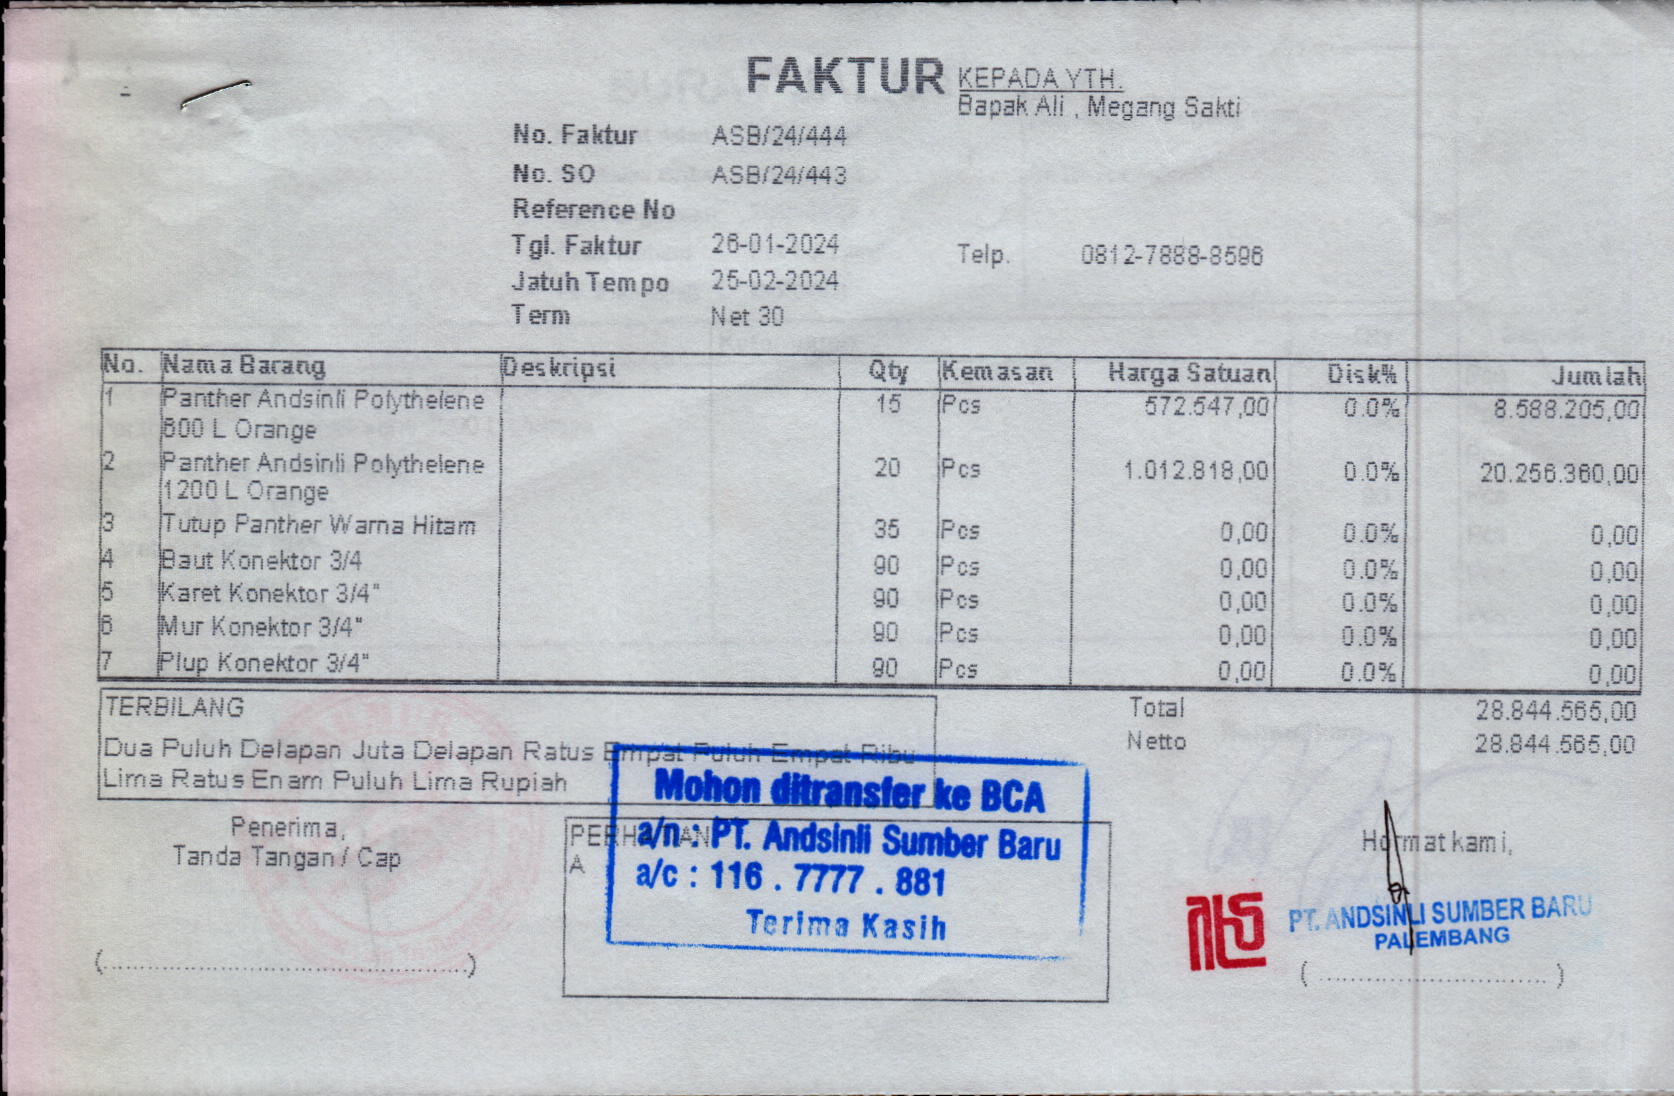 FAKTUR
KEPADA YTH.
Bapak Ali , Megang Sakti
No. Faktur ASB/24/444
No. SO ASB/24/443
Reference No
Tgl. Faktur 26-01-2024
Telp. 0812-7888-8596
Jatuh Tempo 25-02-2024
Term Net 30
No. Nama Barang Deskripsi Qty Kemasan Harga Satuan Disk% Jumlah
1 Panther Andsinli Polythelene 15 Pcs 572.547,00 0.0% 8.588.205,00
600 L Orange
2 Panther Andsinli Polythelene 20 Pcs 1.012.818,00 0.0% 20.256.360,00
1200 L Orange
3 Tutup Panther Warna Hitam 35 Pcs 0,00 0.0% 0,00
4 Baut Konektor 3/4 90 Pcs 0,00 0.0% 0,00
5 Karet Konektor 3/4" 90 Pcs 0,00 0.0% 0,00
6 Mur Konektor 3/4" 90 Pcs 0,00 0.0% 0,00
7 Plup Konektor 3/4" 90 Pcs 0,00 0.0% 0,00
TERBILANG
Dua Puluh Delapan Juta Delapan Ratus Empat Puluh Empat Ribu
Lima Ratus Enam Puluh Lima Rupiah
Total 28.844.565,00
Netto 28.844.565,00
Penerima,
Tanda Tangan / Cap
(..........................................)
PERHATIAN
A
Mohon ditransfer ke BCA
a/n : PT. Andsinli Sumber Baru
a/c : 116 . 7777 . 881
Terima Kasih
Hormat kami,
PT. ANDSINLI SUMBER BARU
PALEMBANG
(..............................)